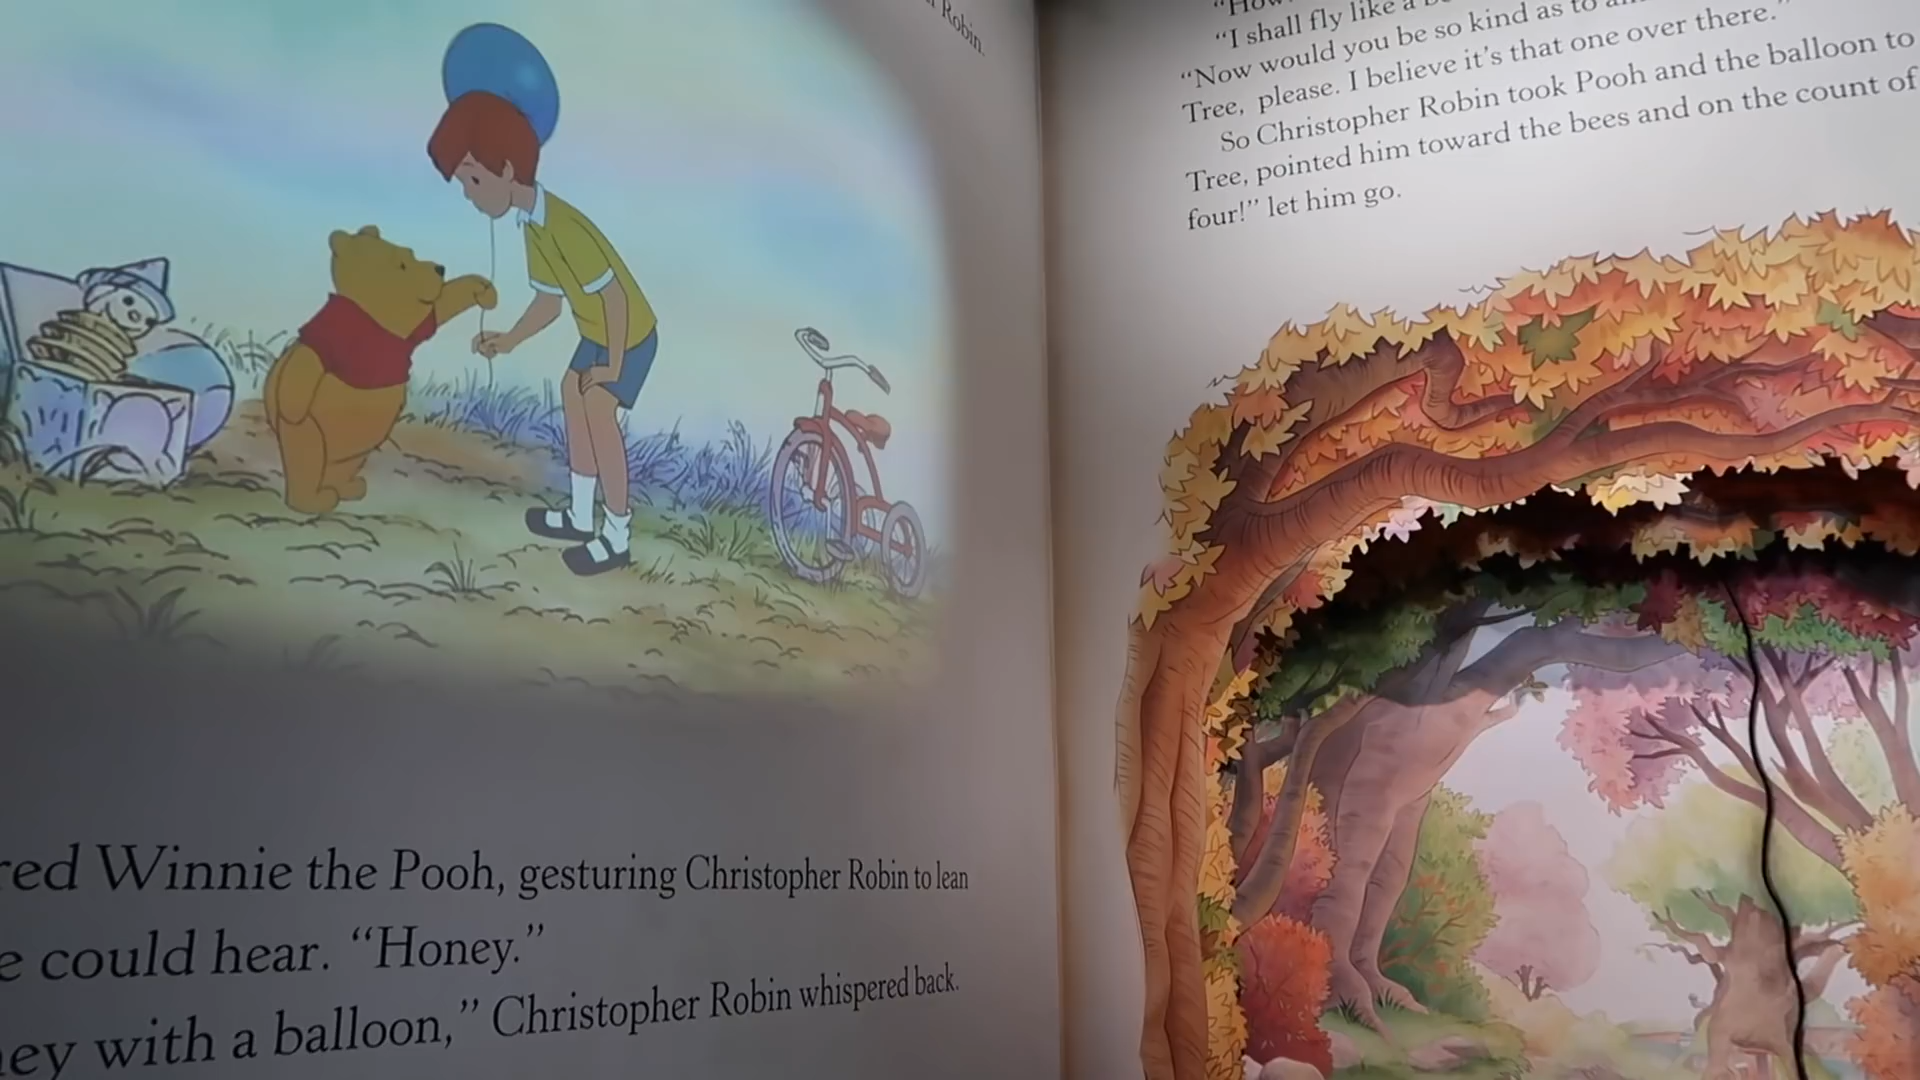 Robin.
red Winnie the Pooh, gesturing Christopher Robin to lean
e could hear. “Honey.”
ey with a balloon,” Christopher Robin whispered back.
“How
“I shall fly like a
“Now would you be so kind as to
Tree, please. I believe it’s that one over there.”
So Christopher Robin took Pooh and the balloon to
Tree, pointed him toward the bees and on the count of
four!” let him go.